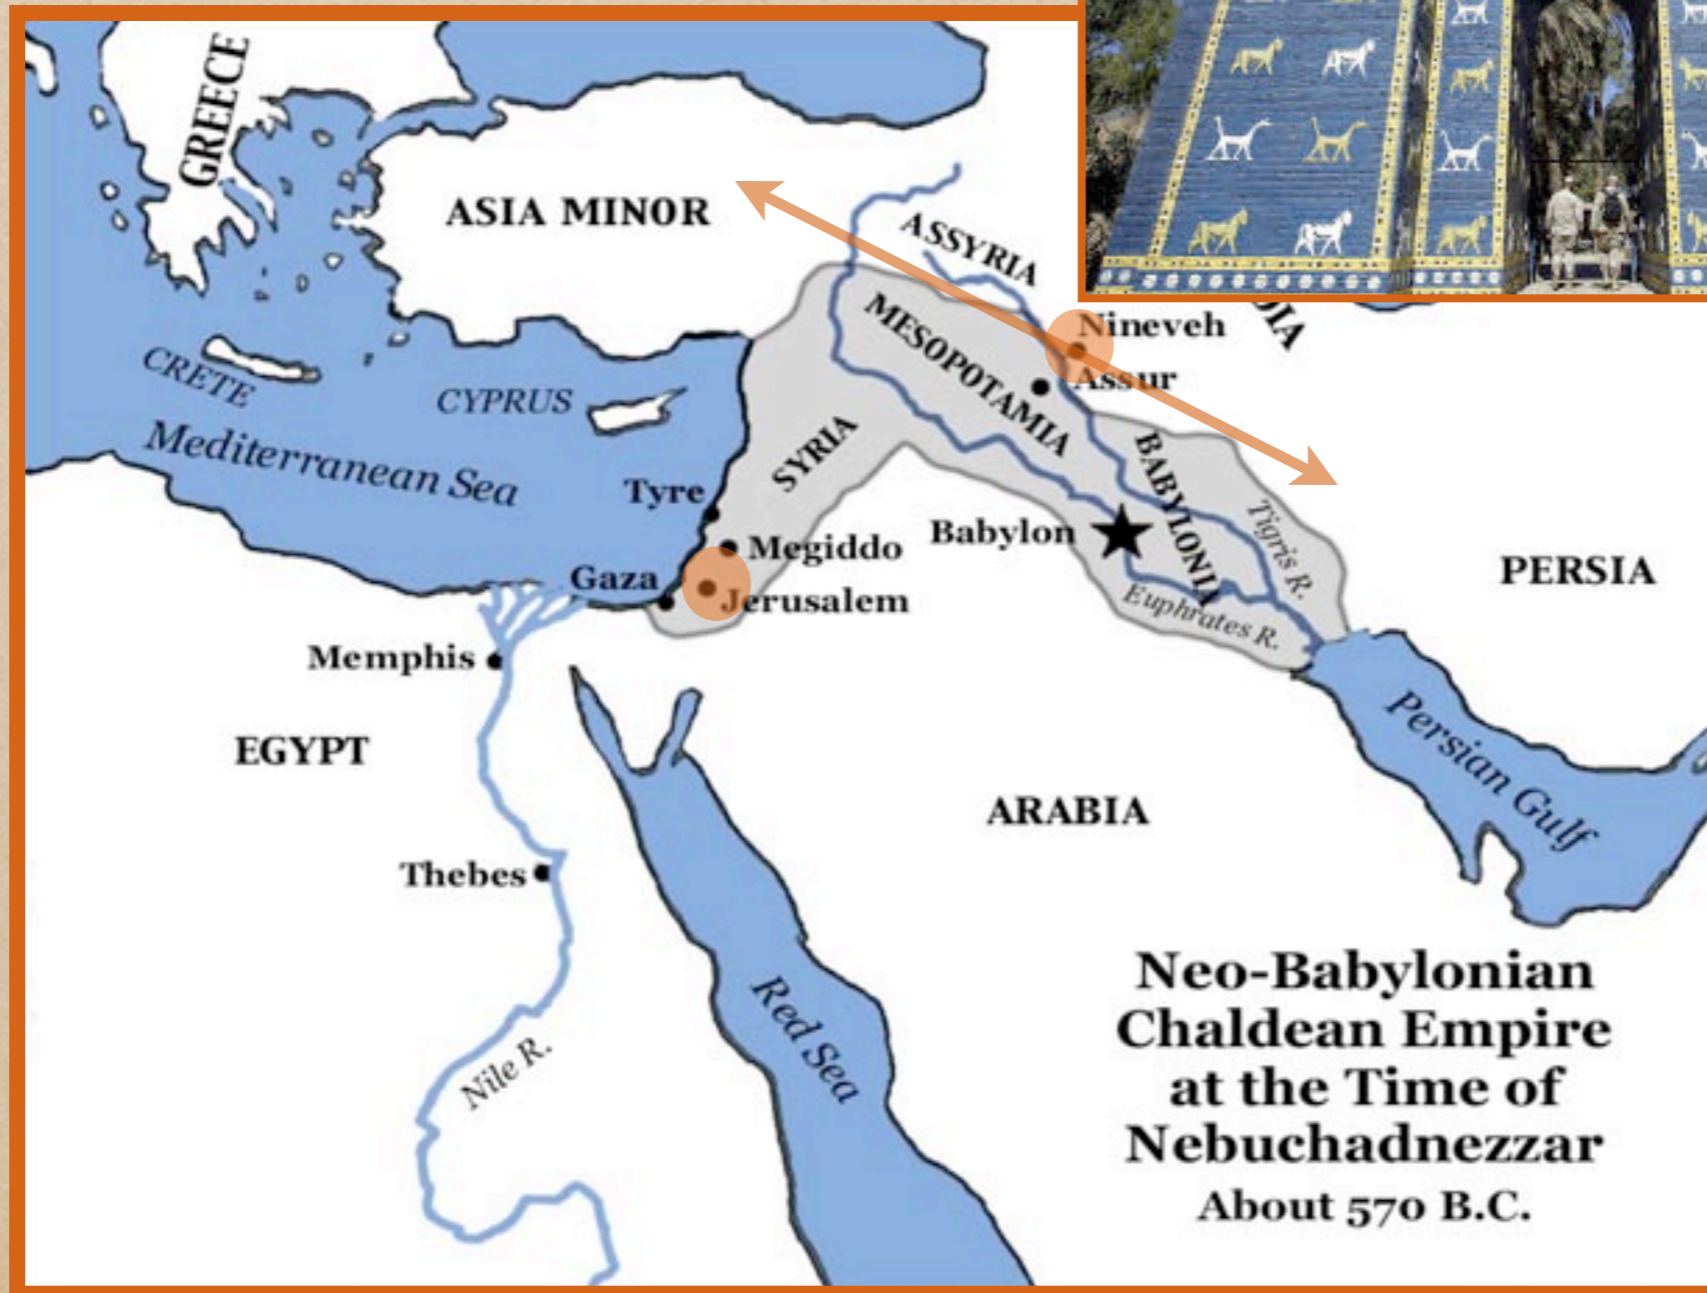 GREECE
ASIA MINOR
ASSYRIA
Nineveh
MESOPOTAMIA
Assur
CRETE
CYPRUS
Mediterranean Sea
SYRIA
BABYLONIA
Tyre
Tigris R.
Megiddo
Babylon
PERSIA
Gaza
Jerusalem
Euphrates R.
Memphis
EGYPT
Persian Gulf
ARABIA
Thebes
Red Sea
Nile R.
Neo-Babylonian
Chaldean Empire
at the Time of
Nebuchadnezzar
About 570 B.C.